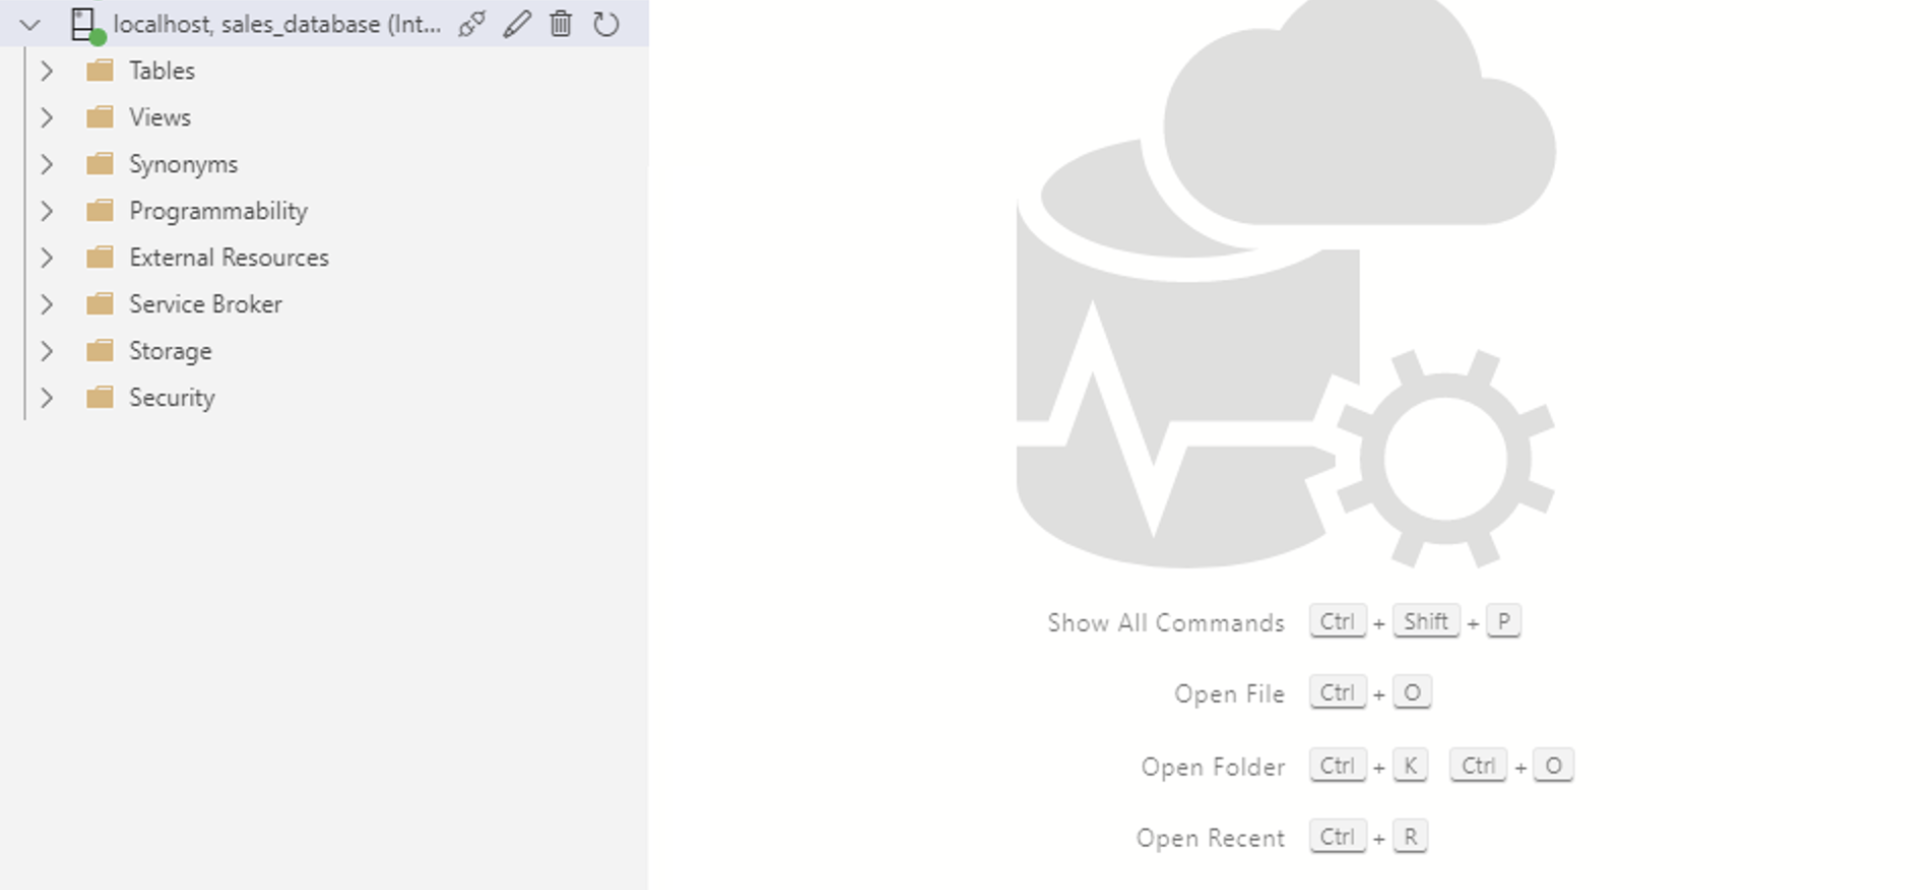 localhost, sales_database (Int...
Tables
Views
Synonyms
Programmability
External Resources
Service Broker
Storage
Security
Show All Commands Ctrl + Shift + P
Open File Ctrl + O
Open Folder Ctrl + K Ctrl + O
Open Recent Ctrl + R